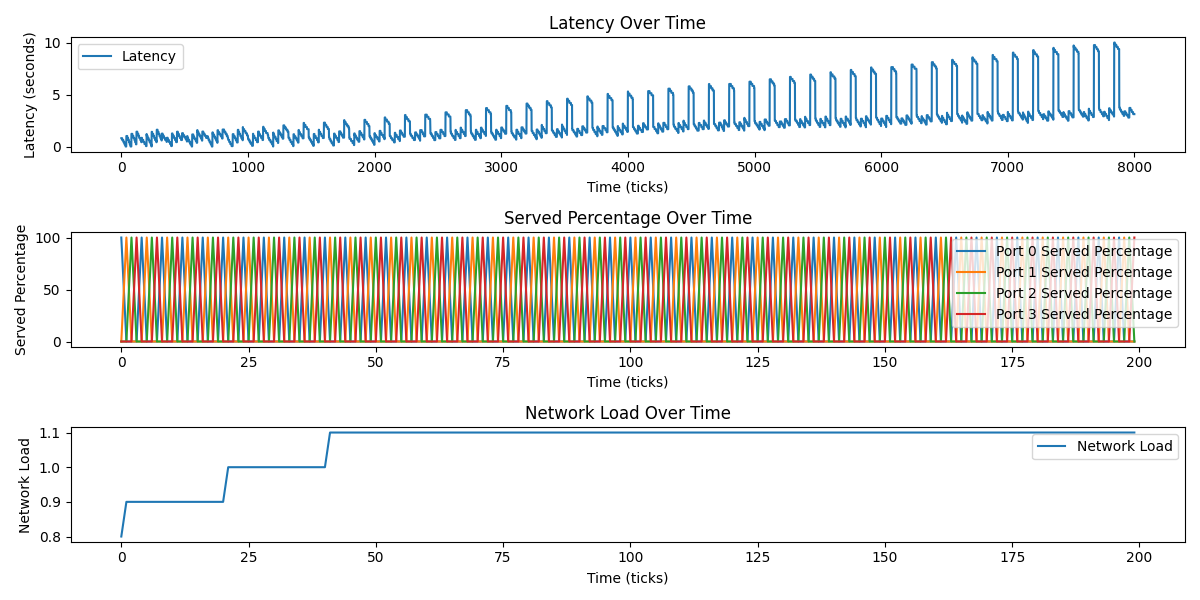 Latency Over Time
Latency (seconds)
10
5
0
Latency
0 1000 2000 3000 4000 5000 6000 7000 8000
Time (ticks)
Served Percentage Over Time
Served Percentage
100
50
0
Port 0 Served Percentage
Port 1 Served Percentage
Port 2 Served Percentage
Port 3 Served Percentage
0 25 50 75 100 125 150 175 200
Time (ticks)
Network Load Over Time
Network Load
1.1
1.0
0.9
0.8
Network Load
0 25 50 75 100 125 150 175 200
Time (ticks)